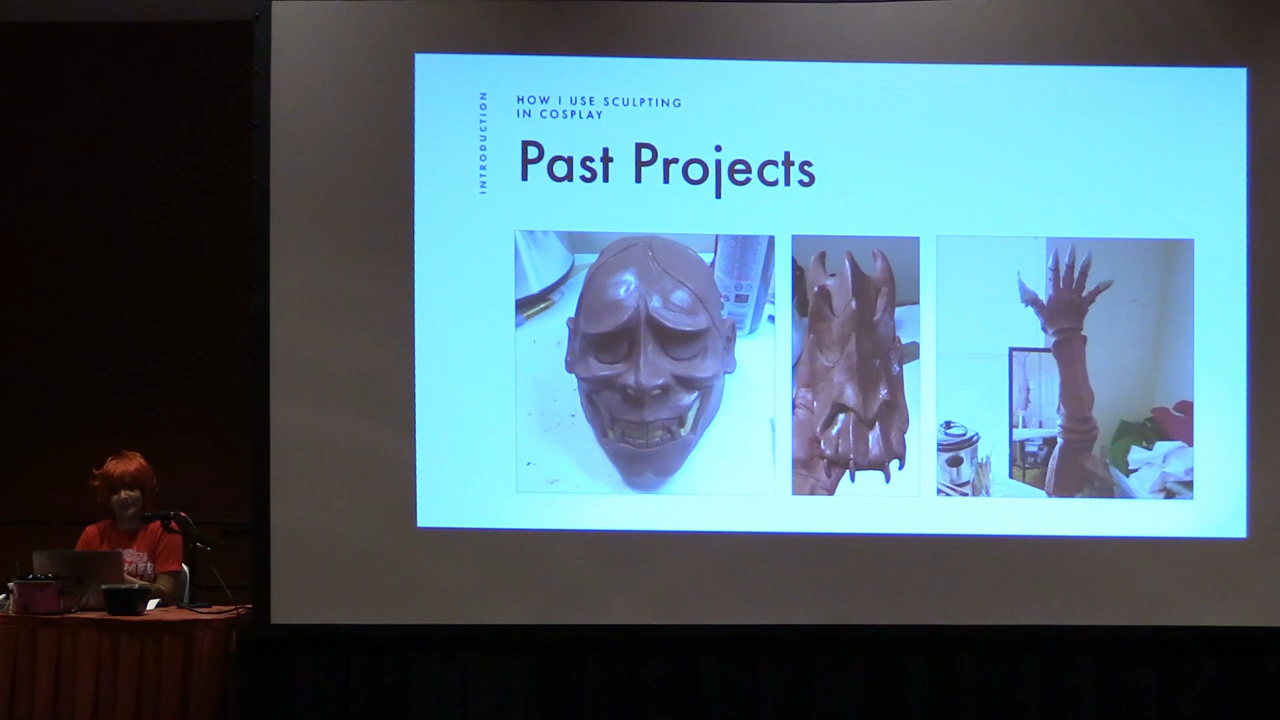 INTRODUCTION
HOW I USE SCULPTING
IN COSPLAY
Past Projects